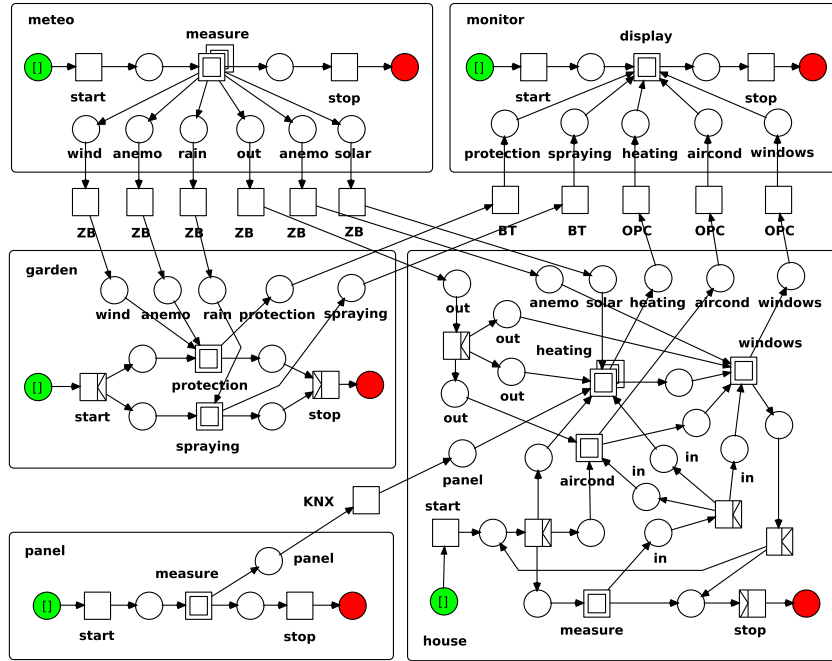 meteo
measure
[]
start
stop
wind anemo rain out anemo solar
ZB ZB ZB ZB ZB ZB
monitor
display
[]
start
stop
protection spraying heating aircond windows
BT BT OPC OPC OPC
garden
wind anemo rain protection spraying
[]
protection
start
stop
spraying
out
anemo solar heating aircond windows
out
heating
windows
out
out
panel
aircond
in
in
in
start
in
[]
measure
stop
house
KNX
panel
panel
measure
[]
start
stop